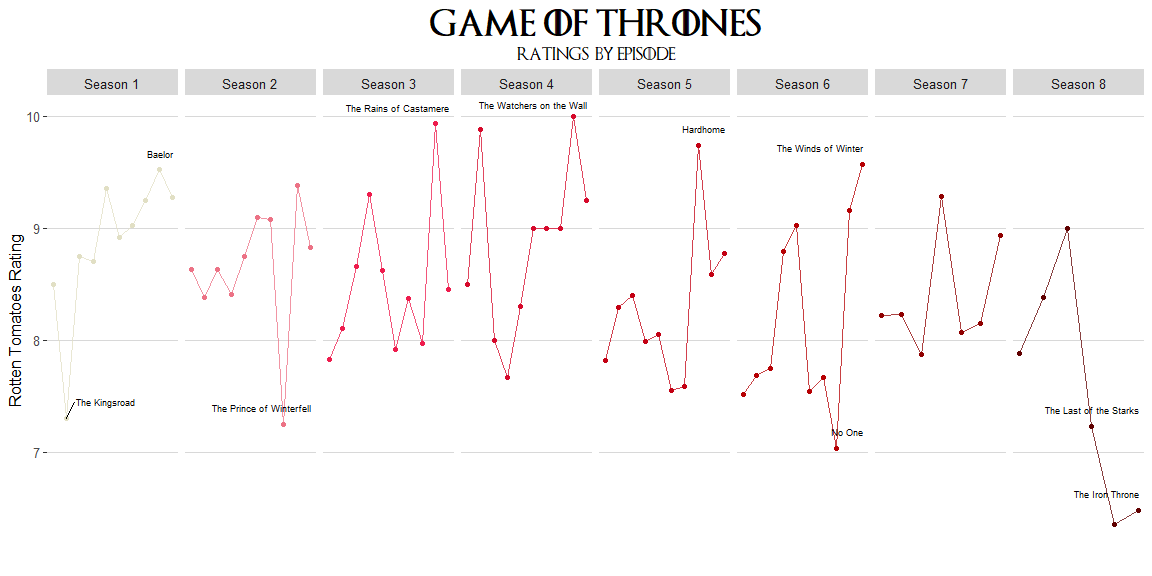 GAME OF THRONES
RATINGS BY EPISODE
Season 1 Season 2 Season 3 Season 4 Season 5 Season 6 Season 7 Season 8
The Rains of Castamere The Watchers on the Wall
10
Hardhome
The Winds of Winter
Baelor
9
Rotten Tomatoes Rating
8
The Kingsroad
The Prince of Winterfell
The Last of the Starks
No One
7
The Iron Throne